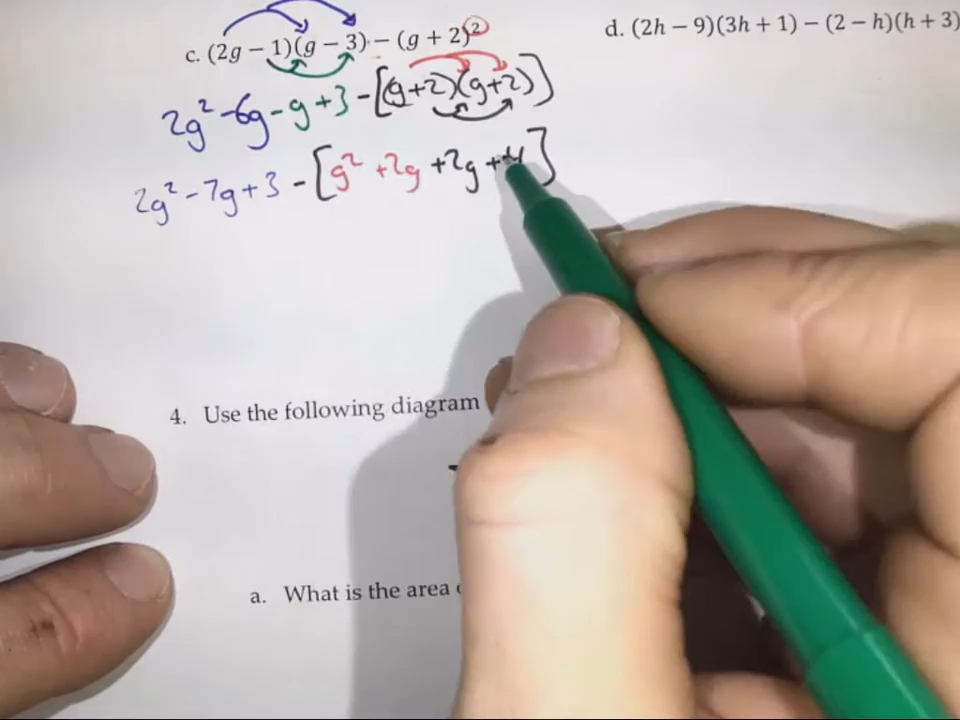 c. (2g − 1)(g − 3) − (g + 2)²
d. (2h − 9)(3h + 1) − (2 − h)(h + 3)
2g² − 6g − g + 3 − [(g+2)(g+2)]
2g² − 7g + 3 − [g² + 2g + 2g + 4]
4. Use the following diagram
a. What is the area